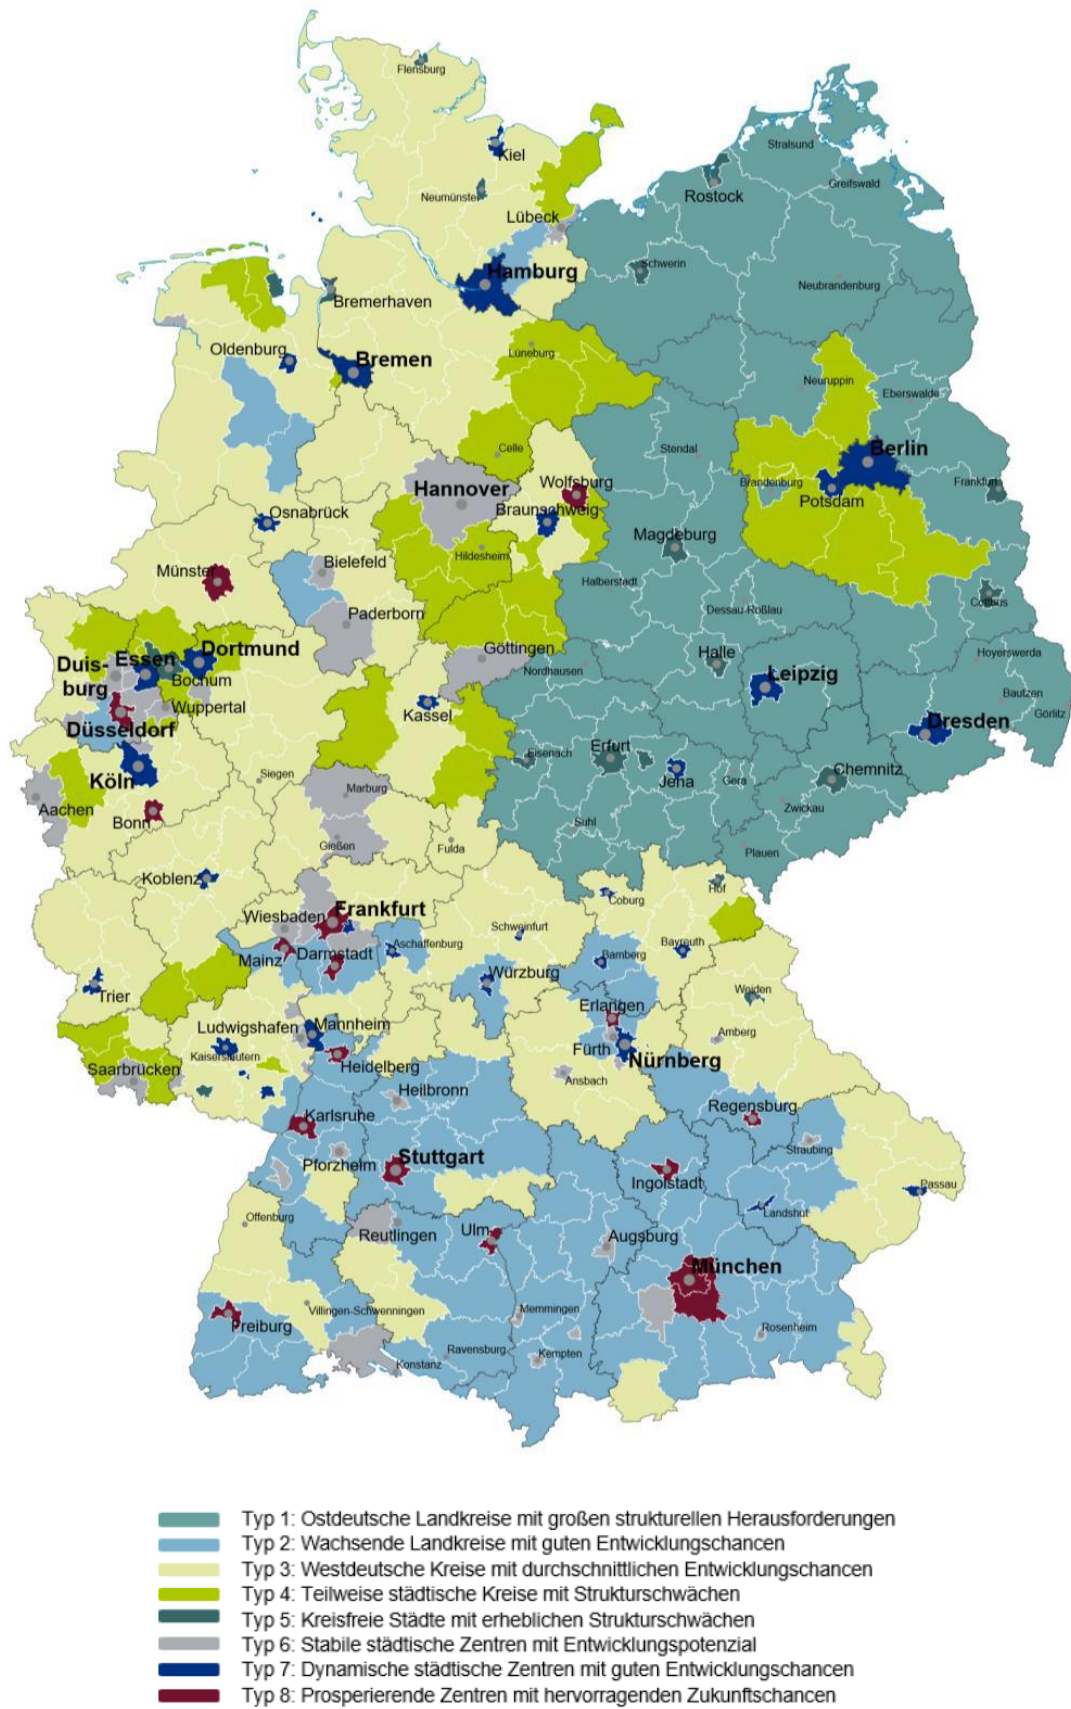 Flensburg
Kiel
Stralsund
Greifswald
Rostock
Neumünster
Lübeck
Schwerin
Hamburg
Neubrandenburg
Bremerhaven
Oldenburg
Bremen
Lüneburg
Neuruppin
Eberswalde
Celle
Stendal
Berlin
Hannover
Wolfsburg
Brandenburg
Potsdam
Frankfurt
Osnabrück
Braunschweig
Magdeburg
Hildesheim
Münster
Bielefeld
Halberstadt
Dessau-Roßlau
Cottbus
Paderborn
Göttingen
Dortmund
Duis-
burg
Essen
Bochum
Nordhausen
Halle
Leipzig
Hoyerswerda
Bautzen
Görlitz
Wuppertal
Düsseldorf
Kassel
Dresden
Köln
Eisenach
Erfurt
Jena
Gera
Chemnitz
Siegen
Marburg
Zwickau
Aachen
Bonn
Suhl
Gießen
Fulda
Plauen
Koblenz
Hof
Coburg
Wiesbaden
Frankfurt
Schweinfurt
Mainz
Darmstadt
Aschaffenburg
Bayreuth
Bamberg
Trier
Würzburg
Weiden
Erlangen
Ludwigshafen
Mannheim
Amberg
Kaiserslautern
Fürth
Nürnberg
Saarbrücken
Heidelberg
Ansbach
Heilbronn
Karlsruhe
Regensburg
Straubing
Pforzheim
Stuttgart
Ingolstadt
Passau
Landshut
Offenburg
Reutlingen
Ulm
Augsburg
München
Villingen-Schwenningen
Memmingen
Freiburg
Rosenheim
Ravensburg
Kempten
Konstanz
Typ 1: Ostdeutsche Landkreise mit großen strukturellen Herausforderungen
Typ 2: Wachsende Landkreise mit guten Entwicklungschancen
Typ 3: Westdeutsche Kreise mit durchschnittlichen Entwicklungschancen
Typ 4: Teilweise städtische Kreise mit Strukturschwächen
Typ 5: Kreisfreie Städte mit erheblichen Strukturschwächen
Typ 6: Stabile städtische Zentren mit Entwicklungspotenzial
Typ 7: Dynamische städtische Zentren mit guten Entwicklungschancen
Typ 8: Prosperierende Zentren mit hervorragenden Zukunftschancen